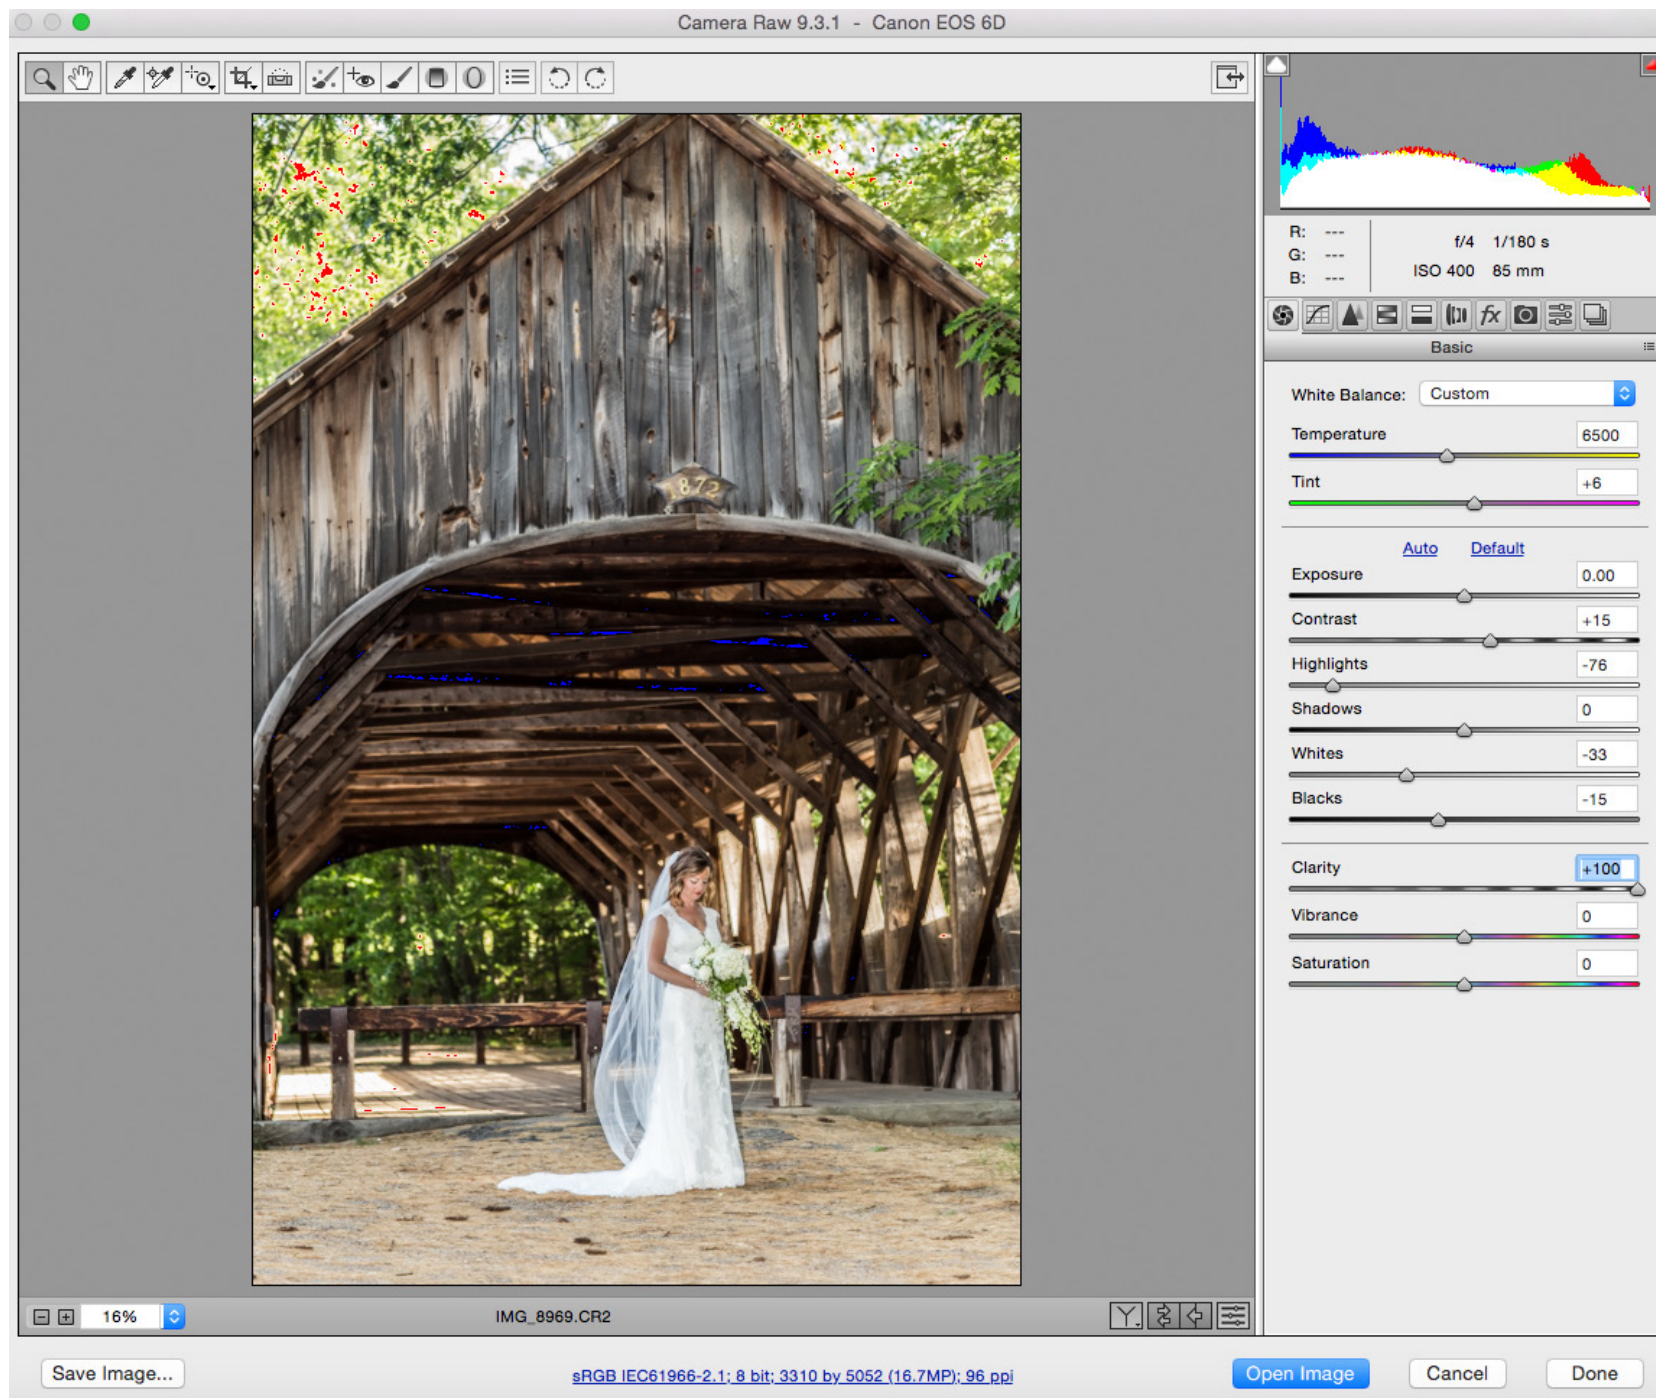 Camera Raw 9.3.1 - Canon EOS 6D
R: ---
G: ---
B: ---
f/4 1/180 s
ISO 400 85 mm
fx
Basic
White Balance: Custom
Temperature 6500
Tint +6
Auto Default
Exposure 0.00
Contrast +15
Highlights -76
Shadows 0
Whites -33
Blacks -15
Clarity +100
Vibrance 0
Saturation 0
1872
16% IMG_8969.CR2
Y
Save Image... sRGB IEC61966-2.1; 8 bit; 3310 by 5052 (16.7MP); 96 ppi Open Image Cancel Done